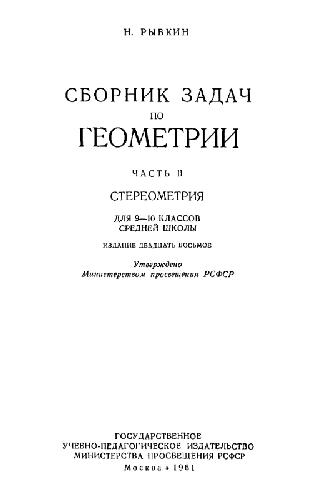 Н. РЫБКИН
СБОРНИК ЗАДАЧ
ПО
ГЕОМЕТРИИ
ЧАСТЬ II
СТЕРЕОМЕТРИЯ
ДЛЯ 9—10 КЛАССОВ
СРЕДНЕЙ ШКОЛЫ
ИЗДАНИЕ ДВАДЦАТЬ ВОСЬМОЕ
Утверждено
Министерством просвещения РСФСР
ГОСУДАРСТВЕННОЕ
УЧЕБНО-ПЕДАГОГИЧЕСКОЕ ИЗДАТЕЛЬСТВО
МИНИСТЕРСТВА ПРОСВЕЩЕНИЯ РСФСР
Москва • 1961